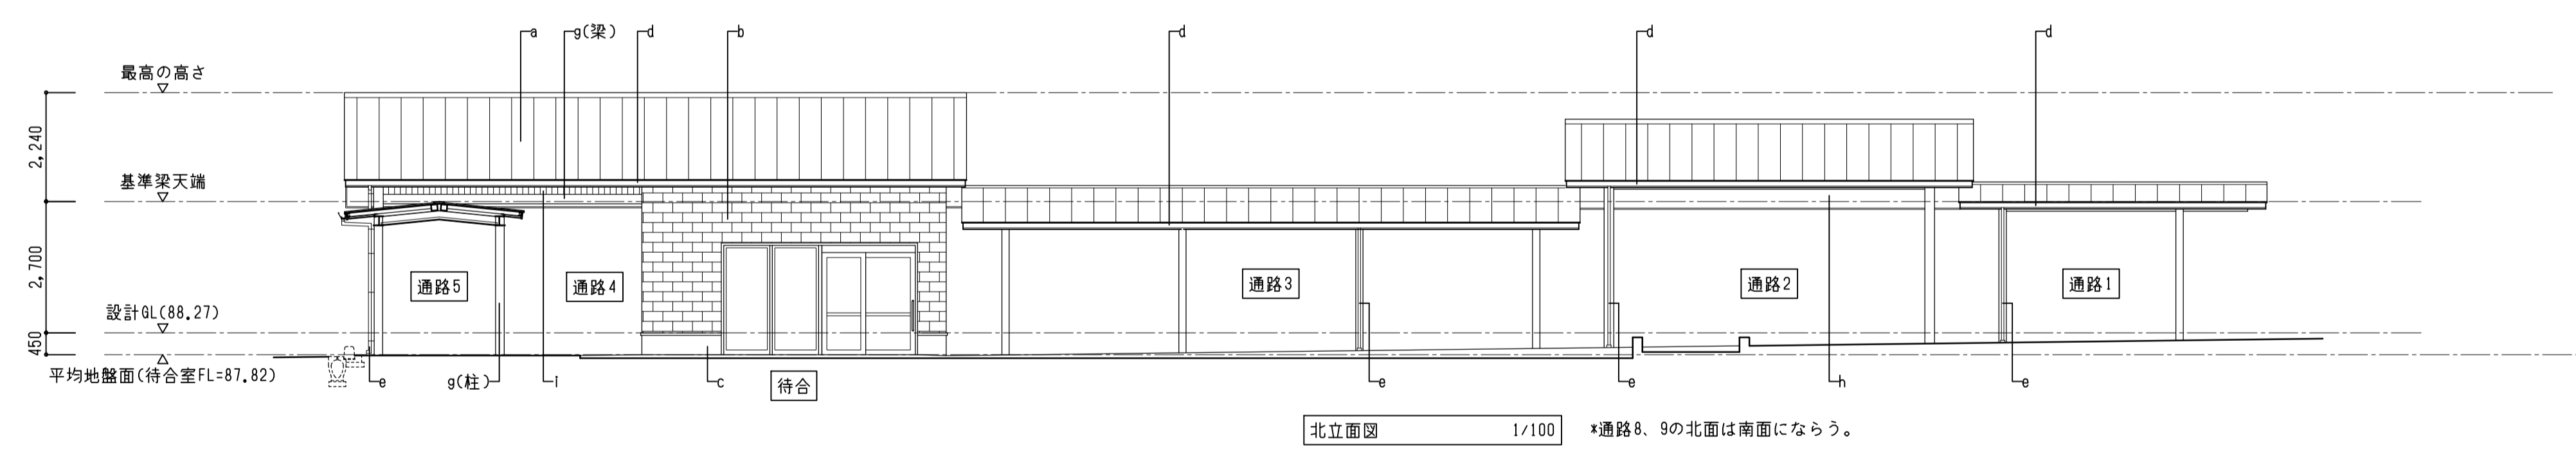 a
g(梁)
d
b
d
d
d
最高の高さ
2,240
基準梁天端
2,700
通路5
通路4
通路3
通路2
通路1
設計GL(88.27)
450
平均地盤面(待合室FL=87.82)
e
g(柱)
i
c
待合
e
e
h
e
北立面図 1/100
*通路8、9の北面は南面にならう。